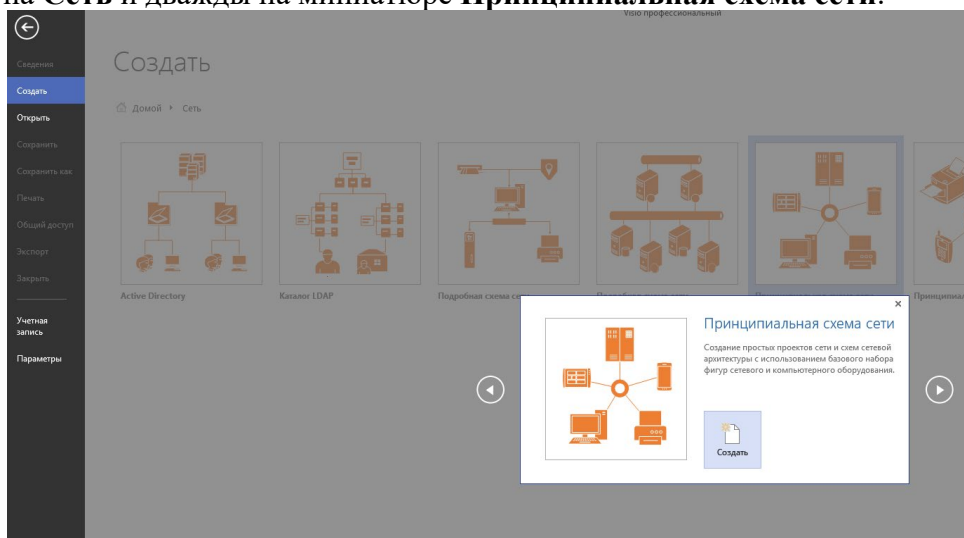 на Сеть и дважды на миниатюре Принципиальная схема сети.
Visio профессиональный
Сведения
Создать
Открыть
Сохранить
Сохранить как
Печать
Общий доступ
Экспорт
Закрыть
Учетная
запись
Параметры
Создать
Домой
Сеть
Active Directory
Каталог LDAP
Подробная схема сети
Принципиальная схема сети
Создание простых проектов сети и схем сетевой
архитектуры с использованием базового набора
фигур сетевого и компьютерного оборудования.
Создать